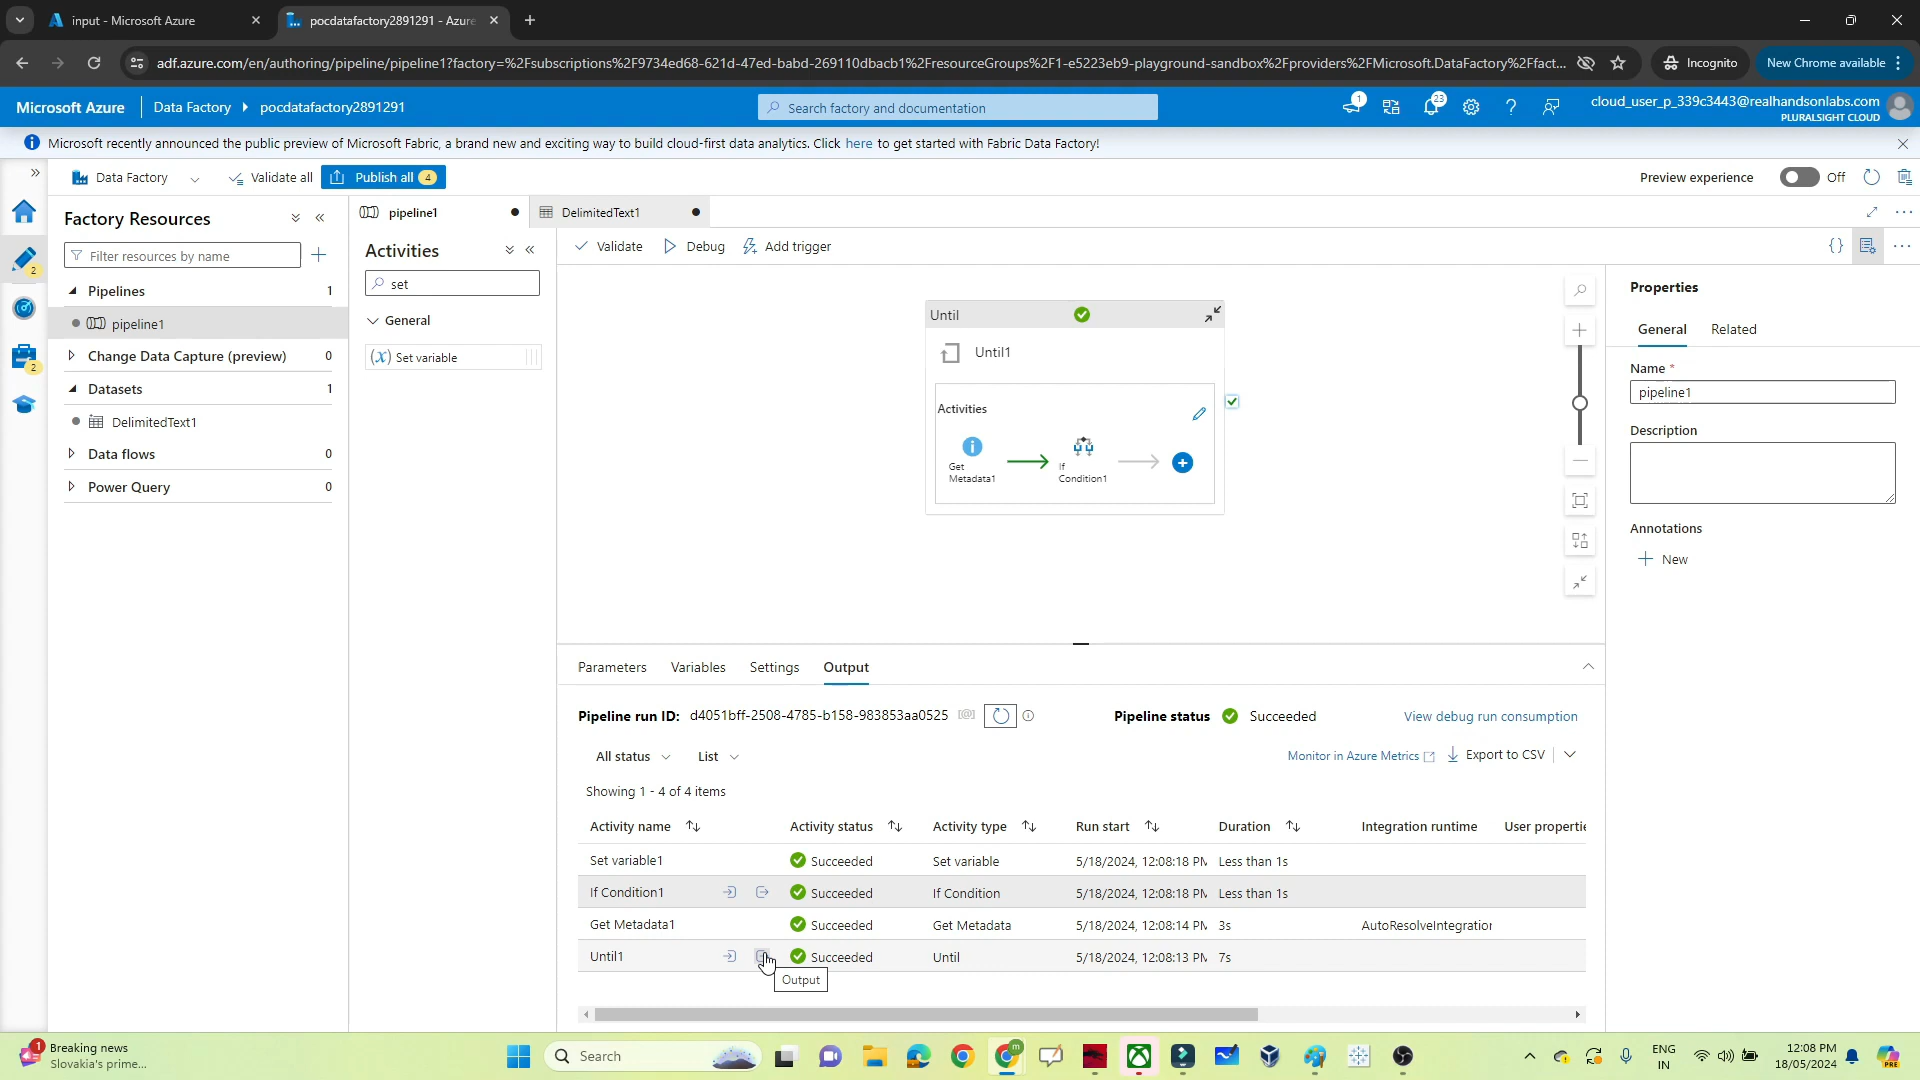 input - Microsoft Azure
pocdatafactory2891291 - Azure
adf.azure.com/en/authoring/pipeline/pipeline1?factory=%2Fsubscriptions%2F9734ed68-621d-47ed-babd-269110dbacb1%2FresourceGroups%2F1-e5223eb9-playground-sandbox%2Fproviders%2FMicrosoft.DataFactory%2Ffact...
Incognito
New Chrome available
Microsoft Azure
Data Factory
pocdatafactory2891291
Search factory and documentation
1
23
cloud_user_p_339c3443@realhandsonlabs.com
PLURALSIGHT CLOUD
Microsoft recently announced the public preview of Microsoft Fabric, a brand new and exciting way to build cloud-first data analytics. Click here to get started with Fabric Data Factory!
Data Factory
Validate all
Publish all 4
Preview experience
Off
2
2
Factory Resources
Filter resources by name
Pipelines 1
pipeline1
Change Data Capture (preview) 0
Datasets 1
DelimitedText1
Data flows 0
Power Query 0
pipeline1
DelimitedText1
Activities
set
General
(x) Set variable
Validate
Debug
Add trigger
{}
Until
Until1
Activities
Get
Metadata1
If
Condition1
Properties
General
Related
Name *
pipeline1
Description
Annotations
New
Parameters
Variables
Settings
Output
Pipeline run ID: d4051bff-2508-4785-b158-983853aa0525
Pipeline status Succeeded
View debug run consumption
All status
List
Monitor in Azure Metrics
Export to CSV
Showing 1 - 4 of 4 items
Activity name Activity status Activity type Run start Duration Integration runtime User propertie
Set variable1 Succeeded Set variable 5/18/2024, 12:08:18 PM Less than 1s
If Condition1 Succeeded If Condition 5/18/2024, 12:08:18 PM Less than 1s
Get Metadata1 Succeeded Get Metadata 5/18/2024, 12:08:14 PM 3s AutoResolveIntegration
Until1 Succeeded Until 5/18/2024, 12:08:13 PM 7s
Output
1
Breaking news
Slovakia's prime...
Search
m
ENG
IN
12:08 PM
18/05/2024
PRE